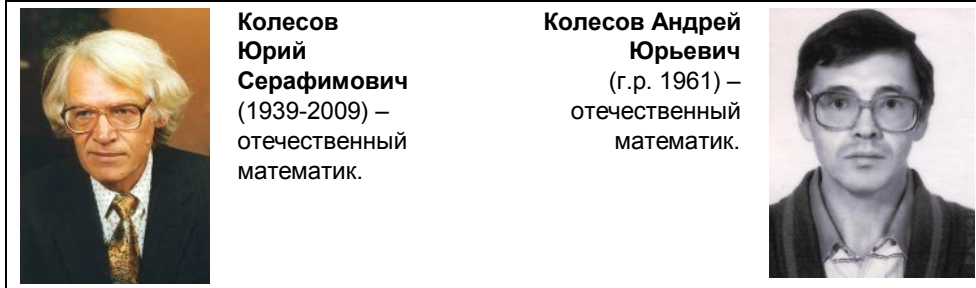 Колесов
Юрий
Серафимович
(1939-2009) –
отечественный
математик.
Колесов Андрей
Юрьевич
(г.р. 1961) –
отечественный
математик.